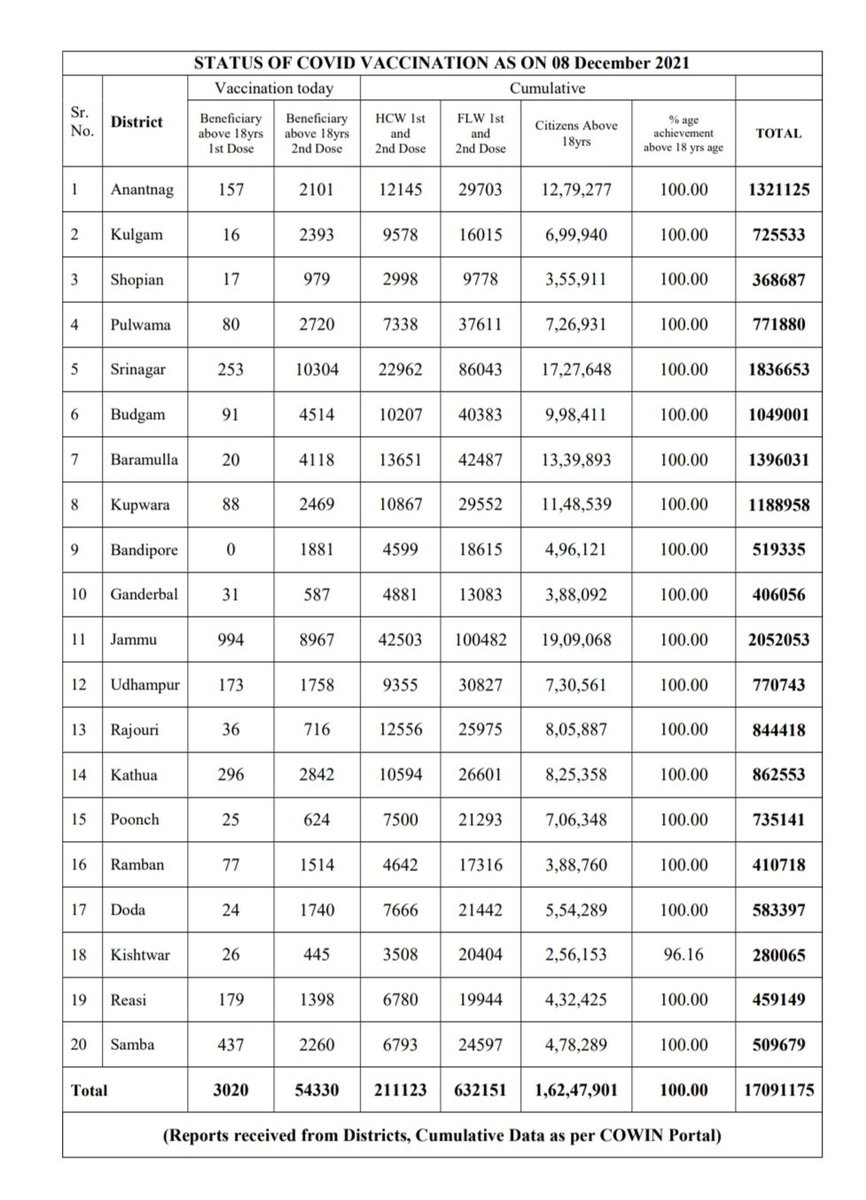 STATUS OF COVID VACCINATION AS ON 08 December 2021
Sr. No. District Vaccination today Cumulative
Beneficiary above 18yrs 1st Dose Beneficiary above 18yrs 2nd Dose HCW 1st and 2nd Dose FLW 1st and 2nd Dose Citizens Above 18yrs % age achievement above 18 yrs age TOTAL
1 Anantnag 157 2101 12145 29703 12,79,277 100.00 1321125
2 Kulgam 16 2393 9578 16015 6,99,940 100.00 725533
3 Shopian 17 979 2998 9778 3,55,911 100.00 368687
4 Pulwama 80 2720 7338 37611 7,26,931 100.00 771880
5 Srinagar 253 10304 22962 86043 17,27,648 100.00 1836653
6 Budgam 91 4514 10207 40383 9,98,411 100.00 1049001
7 Baramulla 20 4118 13651 42487 13,39,893 100.00 1396031
8 Kupwara 88 2469 10867 29552 11,48,539 100.00 1188958
9 Bandipore 0 1881 4599 18615 4,96,121 100.00 519335
10 Ganderbal 31 587 4881 13083 3,88,092 100.00 406056
11 Jammu 994 8967 42503 100482 19,09,068 100.00 2052053
12 Udhampur 173 1758 9355 30827 7,30,561 100.00 770743
13 Rajouri 36 716 12556 25975 8,05,887 100.00 844418
14 Kathua 296 2842 10594 26601 8,25,358 100.00 862553
15 Poonch 25 624 7500 21293 7,06,348 100.00 735141
16 Ramban 77 1514 4642 17316 3,88,760 100.00 410718
17 Doda 24 1740 7666 21442 5,54,289 100.00 583397
18 Kishtwar 26 445 3508 20404 2,56,153 96.16 280065
19 Reasi 179 1398 6780 19944 4,32,425 100.00 459149
20 Samba 437 2260 6793 24597 4,78,289 100.00 509679
Total 3020 54330 211123 632151 1,62,47,901 100.00 17091175
(Reports received from Districts, Cumulative Data as per COWIN Portal)